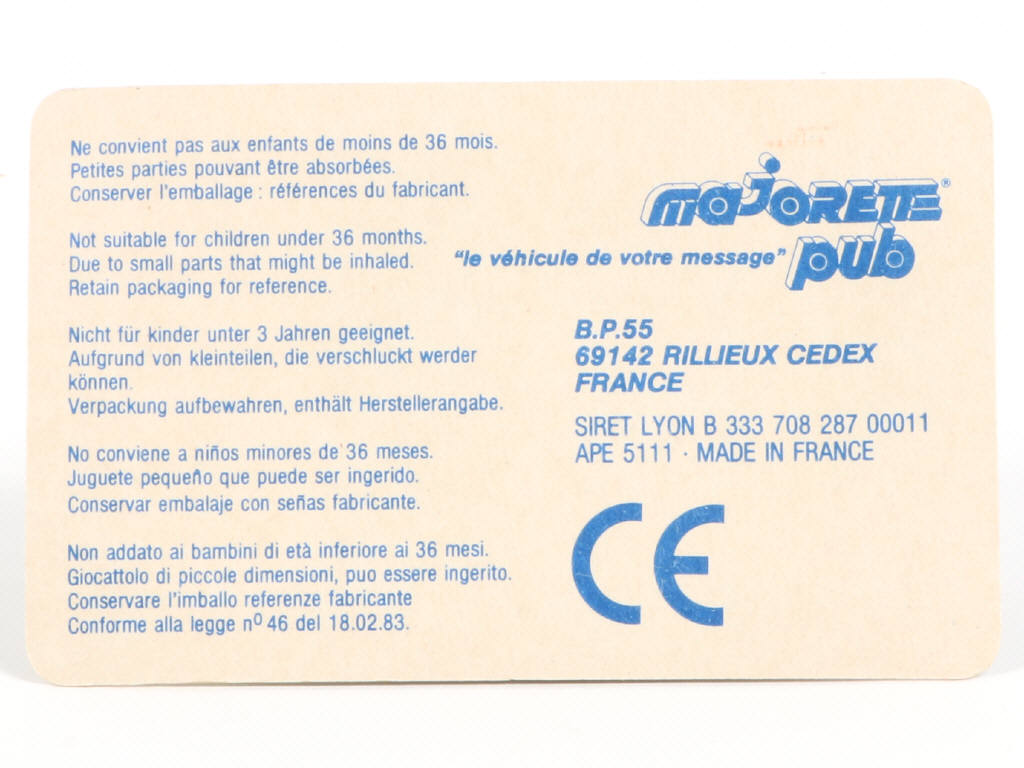 Ne convient pas aux enfants de moins de 36 mois.
Petites parties pouvant être absorbées.
Conserver l'emballage : références du fabricant.
Not suitable for children under 36 months.
Due to small parts that might be inhaled.
Retain packaging for reference.
Nicht für kinder unter 3 Jahren geeignet.
Aufgrund von kleinteilen, die verschluckt werder
können.
Verpackung aufbewahren, enthält Herstellerangabe.
No conviene a niños minores de 36 meses.
Juguete pequeño que puede ser ingerido.
Conservar embalaje con señas fabricante.
Non addato ai bambini di età inferiore ai 36 mesi.
Giocattolo di piccole dimensioni, puo essere ingerito.
Conservare l'imballo referenze fabricante
Conforme alla legge nº 46 del 18.02.83.
majorette®
pub
"le véhicule de votre message"
B.P.55
69142 RILLIEUX CEDEX
FRANCE
SIRET LYON B 333 708 287 00011
APE 5111 · MADE IN FRANCE
CE